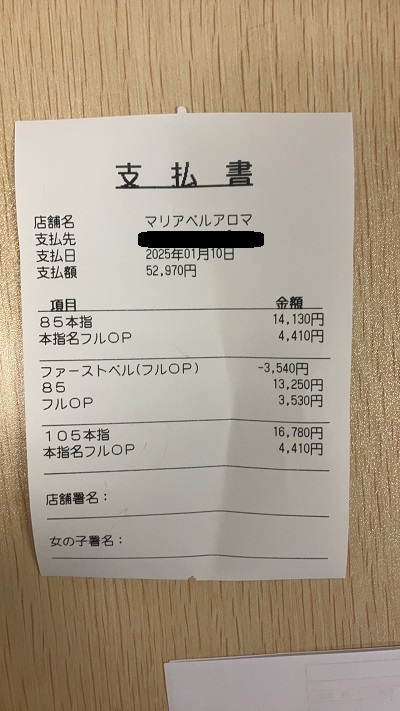 支払書
店舗名 マリアベルアロマ
支払先
支払日 2025年01月10日
支払額 52,970円
項目 金額
85本指 14,130円
本指名フルOP 4,410円
ファーストベル(フルOP) -3,540円
85 13,250円
フルOP 3,530円
105本指 16,780円
本指名フルOP 4,410円
店舗署名:
女の子署名: